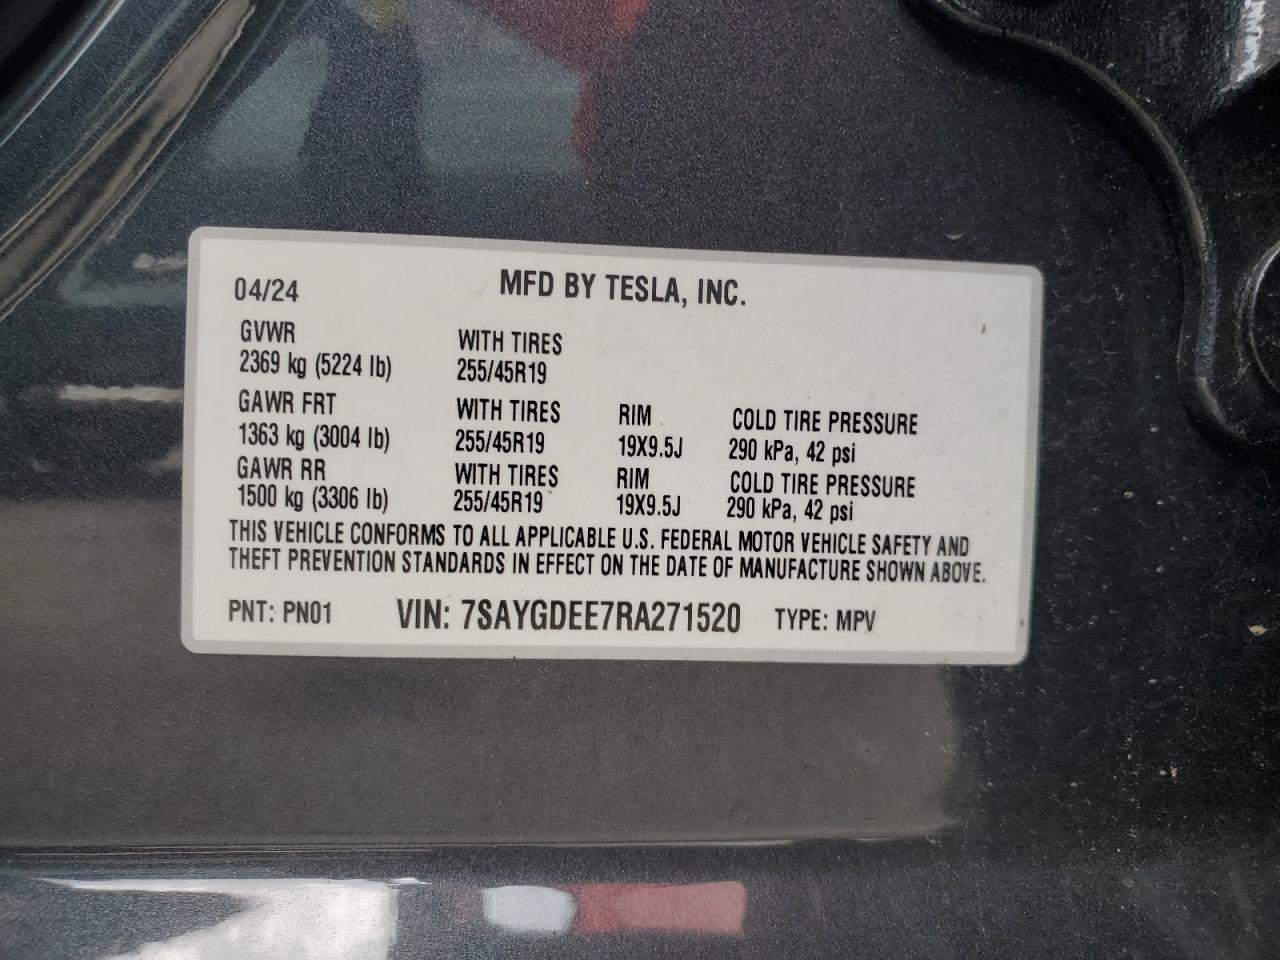 04/24 MFD BY TESLA, INC.
GVWR WITH TIRES
2369 kg (5224 lb) 255/45R19
GAWR FRT WITH TIRES RIM COLD TIRE PRESSURE
1363 kg (3004 lb) 255/45R19 19X9.5J 290 kPa, 42 psi
GAWR RR WITH TIRES RIM COLD TIRE PRESSURE
1500 kg (3306 lb) 255/45R19 19X9.5J 290 kPa, 42 psi
THIS VEHICLE CONFORMS TO ALL APPLICABLE U.S. FEDERAL MOTOR VEHICLE SAFETY AND
THEFT PREVENTION STANDARDS IN EFFECT ON THE DATE OF MANUFACTURE SHOWN ABOVE.
PNT: PN01 VIN: 7SAYGDEE7RA271520 TYPE: MPV